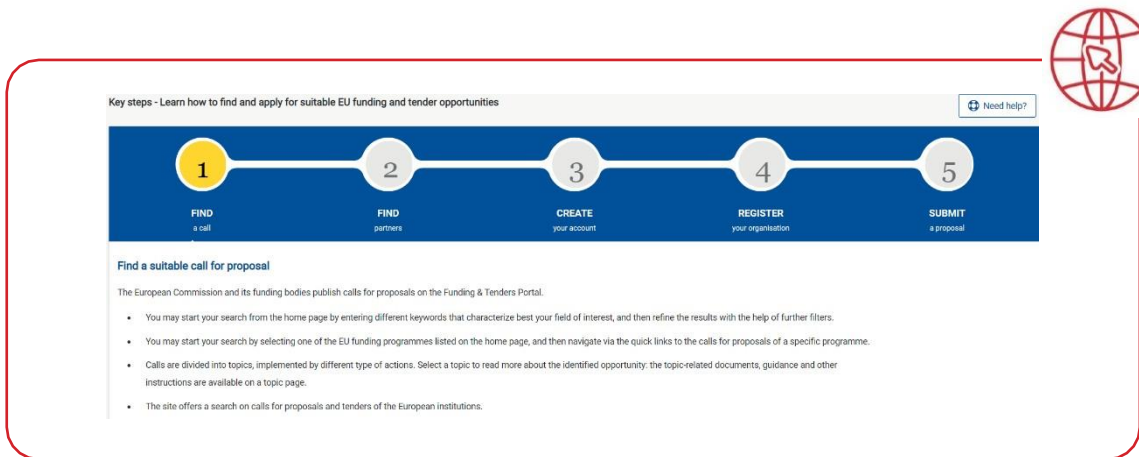 Key steps - Learn how to find and apply for suitable EU funding and tender opportunities
Need help?
1
2
3
4
5
FIND
a call
FIND
partners
CREATE
your account
REGISTER
your organisation
SUBMIT
a proposal
Find a suitable call for proposal
The European Commission and its funding bodies publish calls for proposals on the Funding & Tenders Portal.
• You may start your search from the home page by entering different keywords that characterize best your field of interest, and then refine the results with the help of further filters.
• You may start your search by selecting one of the EU funding programmes listed on the home page, and then navigate via the quick links to the calls for proposals of a specific programme.
• Calls are divided into topics, implemented by different type of actions. Select a topic to read more about the identified opportunity: the topic-related documents, guidance and other
instructions are available on a topic page.
• The site offers a search on calls for proposals and tenders of the European institutions.